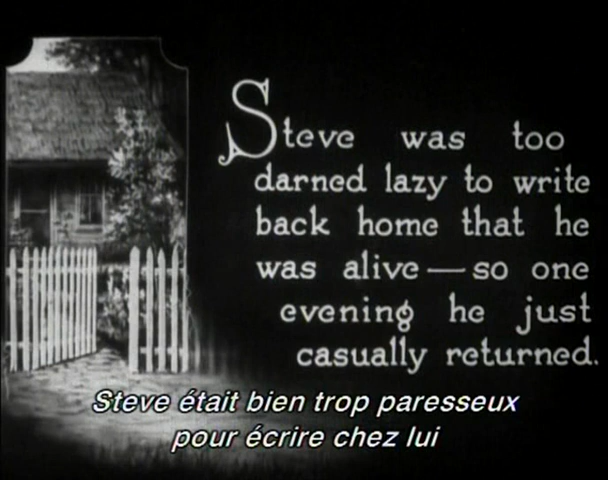 Steve was too
darned lazy to write
back home that he
was alive — so one
evening he just
casually returned.
Steve était bien trop paresseux
pour écrire chez lui